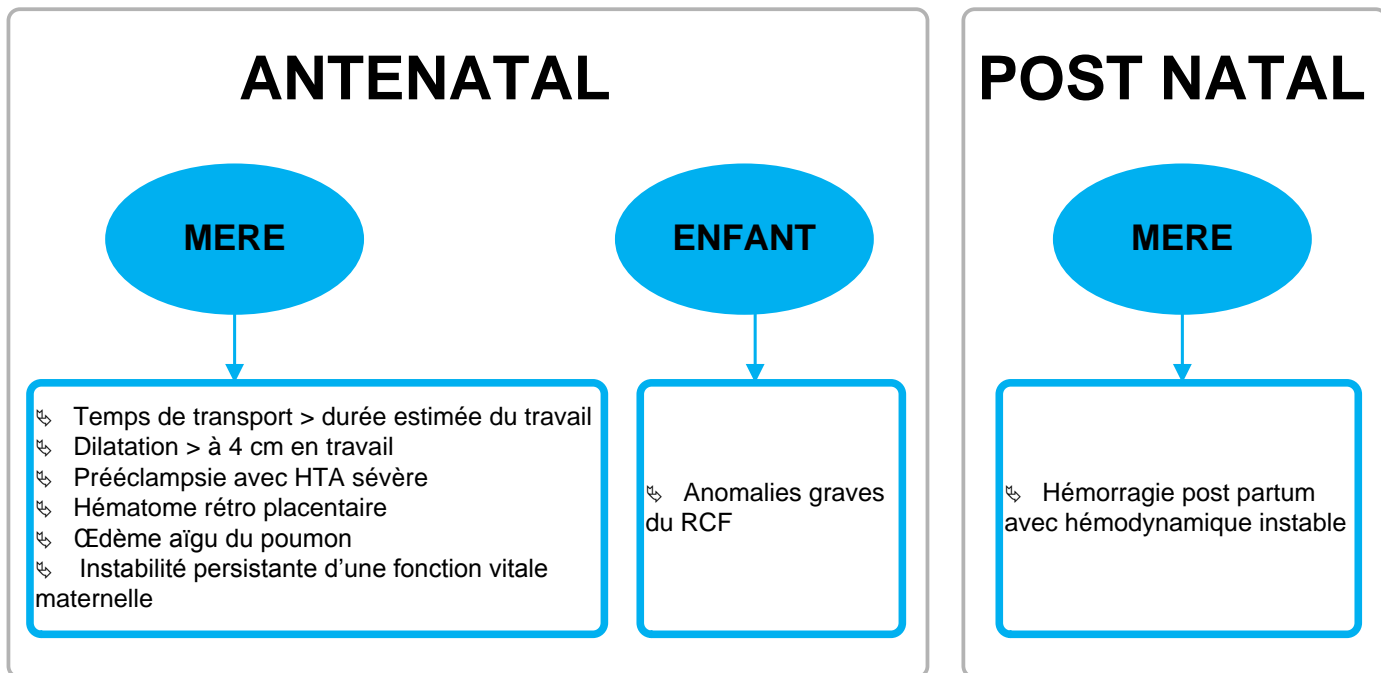 ANTENATAL
MERE
↳ Temps de transport > durée estimée du travail
↳ Dilatation > à 4 cm en travail
↳ Prééclampsie avec HTA sévère
↳ Hématome rétro placentaire
↳ Œdème aïgu du poumon
↳ Instabilité persistante d’une fonction vitale
maternelle
ENFANT
↳ Anomalies graves
du RCF
POST NATAL
MERE
↳ Hémorragie post partum
avec hémodynamique instable